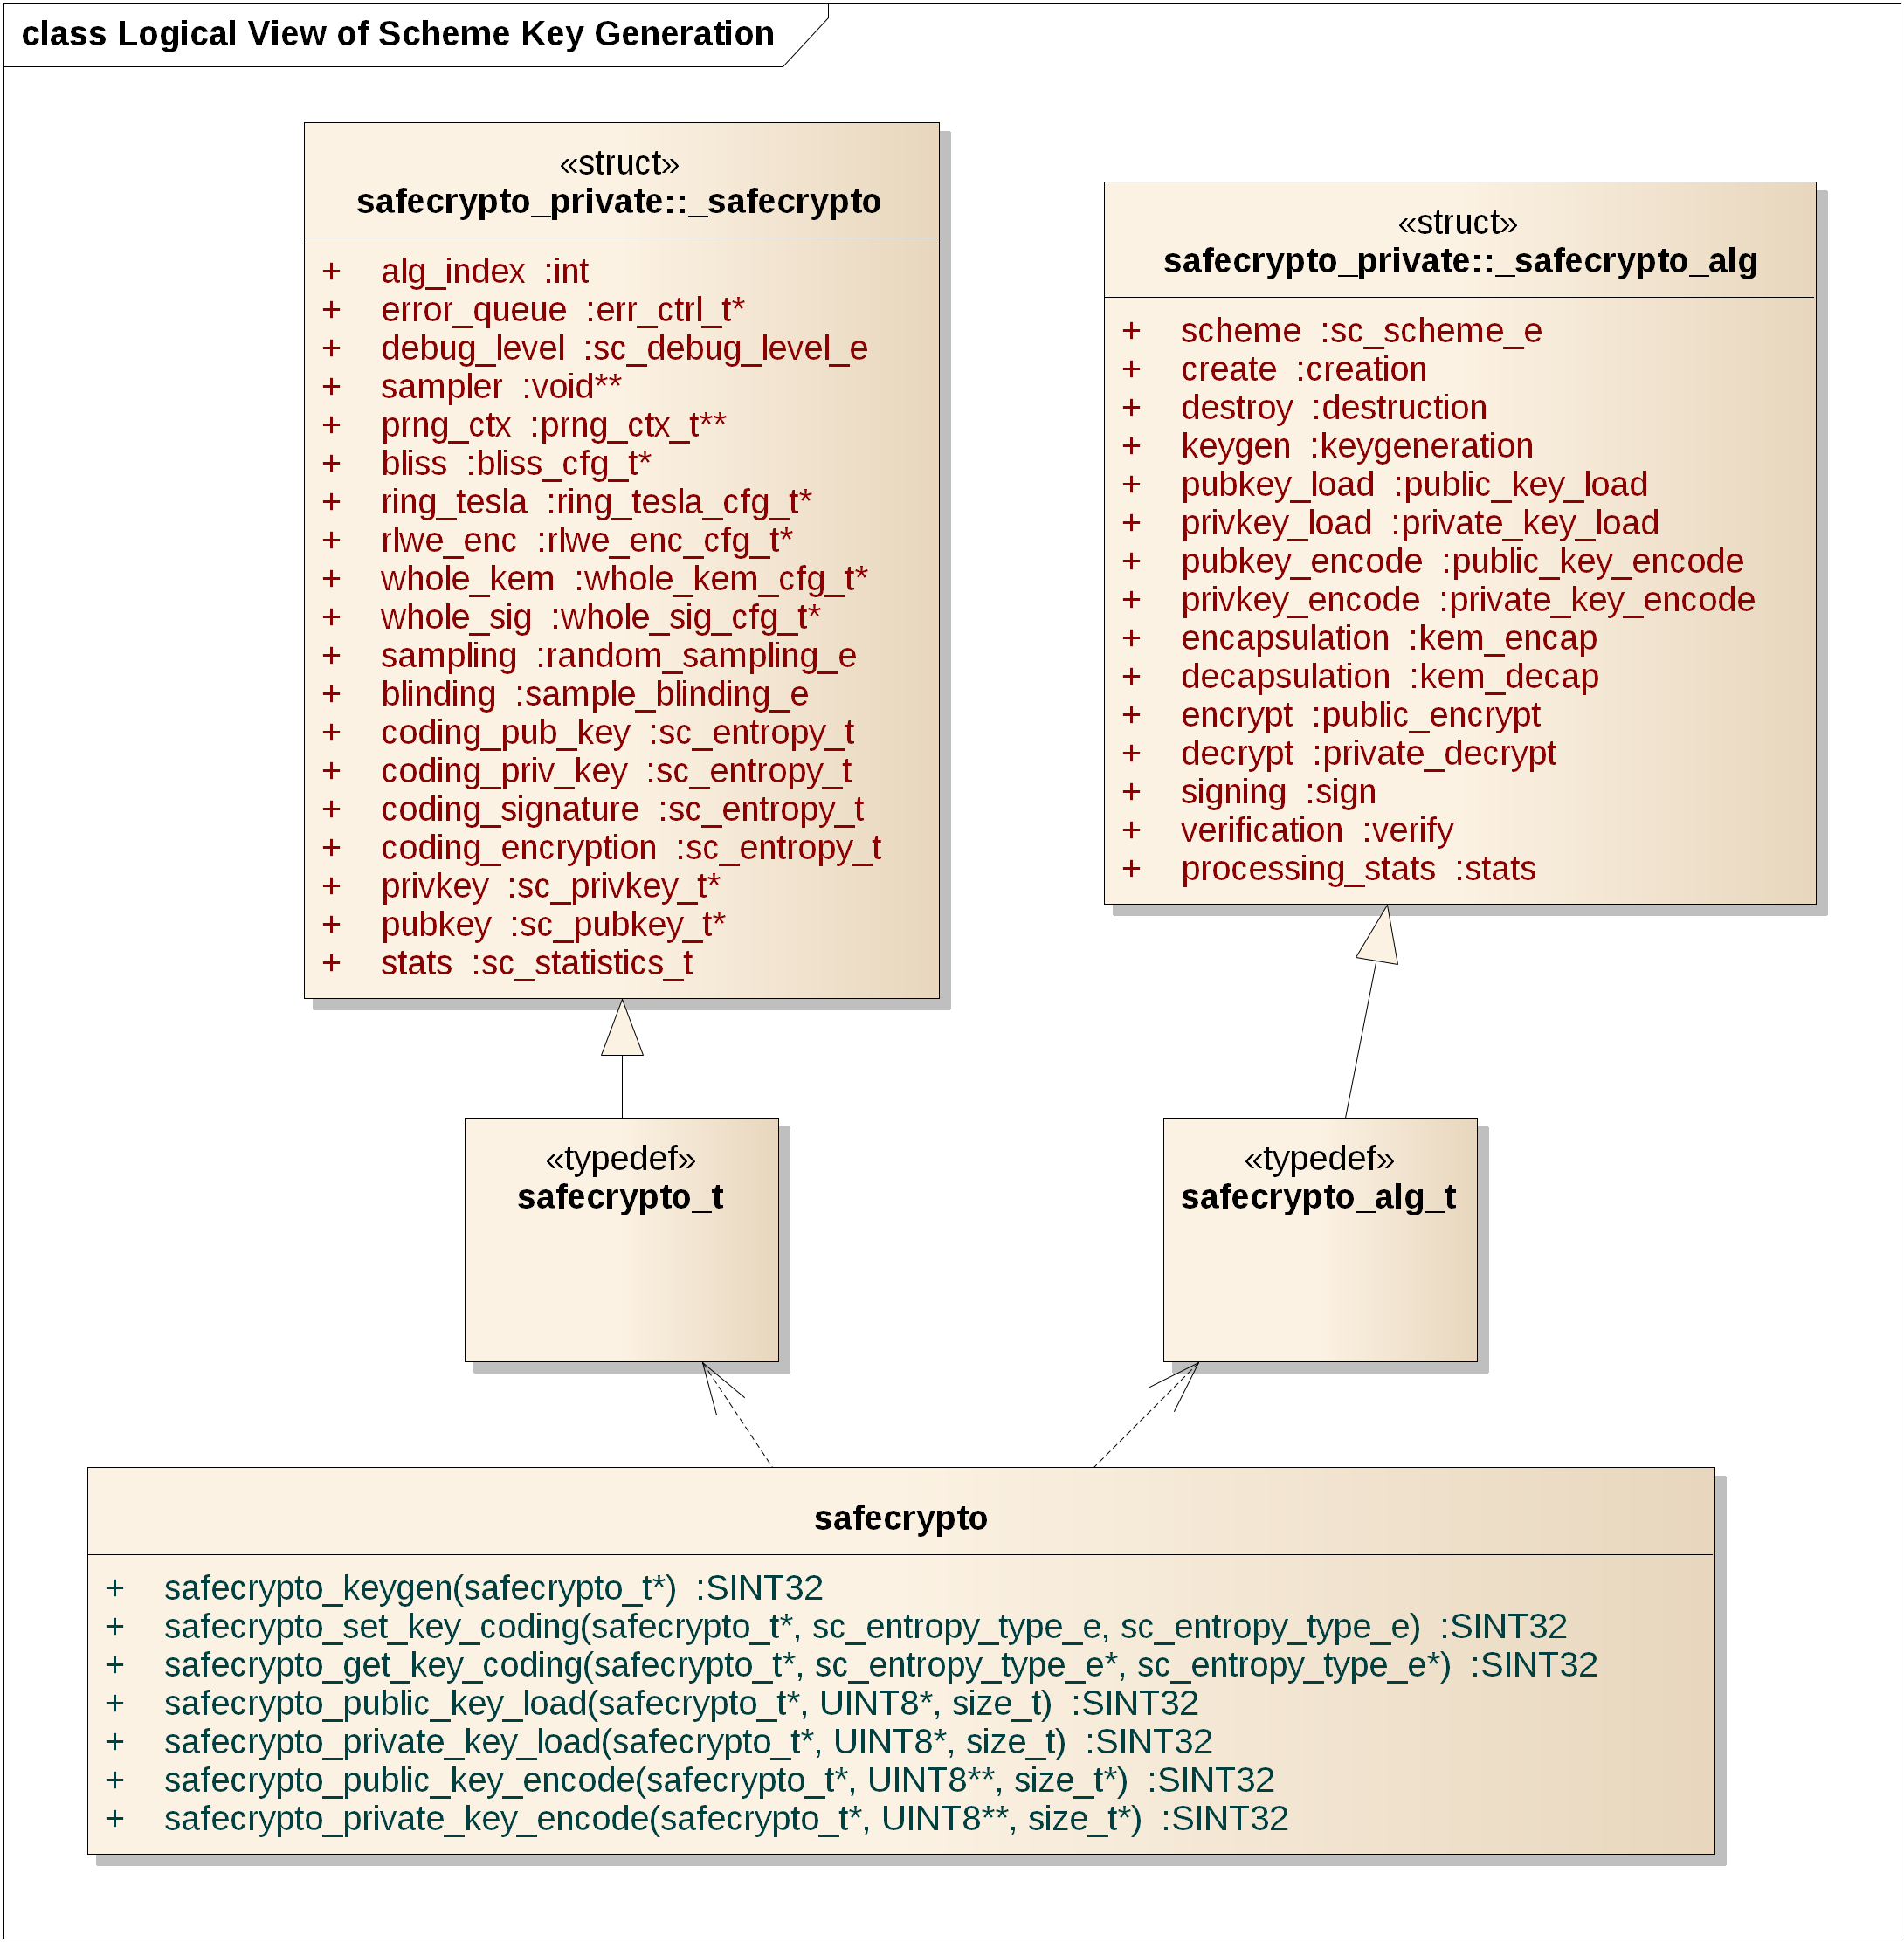 class Logical View of Scheme Key Generation
«struct»
safecrypto_private::_safecrypto
+ alg_index :int
+ error_queue :err_ctrl_t*
+ debug_level :sc_debug_level_e
+ sampler :void**
+ prng_ctx :prng_ctx_t**
+ bliss :bliss_cfg_t*
+ ring_tesla :ring_tesla_cfg_t*
+ rlwe_enc :rlwe_enc_cfg_t*
+ whole_kem :whole_kem_cfg_t*
+ whole_sig :whole_sig_cfg_t*
+ sampling :random_sampling_e
+ blinding :sample_blinding_e
+ coding_pub_key :sc_entropy_t
+ coding_priv_key :sc_entropy_t
+ coding_signature :sc_entropy_t
+ coding_encryption :sc_entropy_t
+ privkey :sc_privkey_t*
+ pubkey :sc_pubkey_t*
+ stats :sc_statistics_t
«struct»
safecrypto_private::_safecrypto_alg
+ scheme :sc_scheme_e
+ create :creation
+ destroy :destruction
+ keygen :keygeneration
+ pubkey_load :public_key_load
+ privkey_load :private_key_load
+ pubkey_encode :public_key_encode
+ privkey_encode :private_key_encode
+ encapsulation :kem_encap
+ decapsulation :kem_decap
+ encrypt :public_encrypt
+ decrypt :private_decrypt
+ signing :sign
+ verification :verify
+ processing_stats :stats
«typedef»
safecrypto_t
«typedef»
safecrypto_alg_t
safecrypto
+ safecrypto_keygen(safecrypto_t*) :SINT32
+ safecrypto_set_key_coding(safecrypto_t*, sc_entropy_type_e, sc_entropy_type_e) :SINT32
+ safecrypto_get_key_coding(safecrypto_t*, sc_entropy_type_e*, sc_entropy_type_e*) :SINT32
+ safecrypto_public_key_load(safecrypto_t*, UINT8*, size_t) :SINT32
+ safecrypto_private_key_load(safecrypto_t*, UINT8*, size_t) :SINT32
+ safecrypto_public_key_encode(safecrypto_t*, UINT8**, size_t*) :SINT32
+ safecrypto_private_key_encode(safecrypto_t*, UINT8**, size_t*) :SINT32